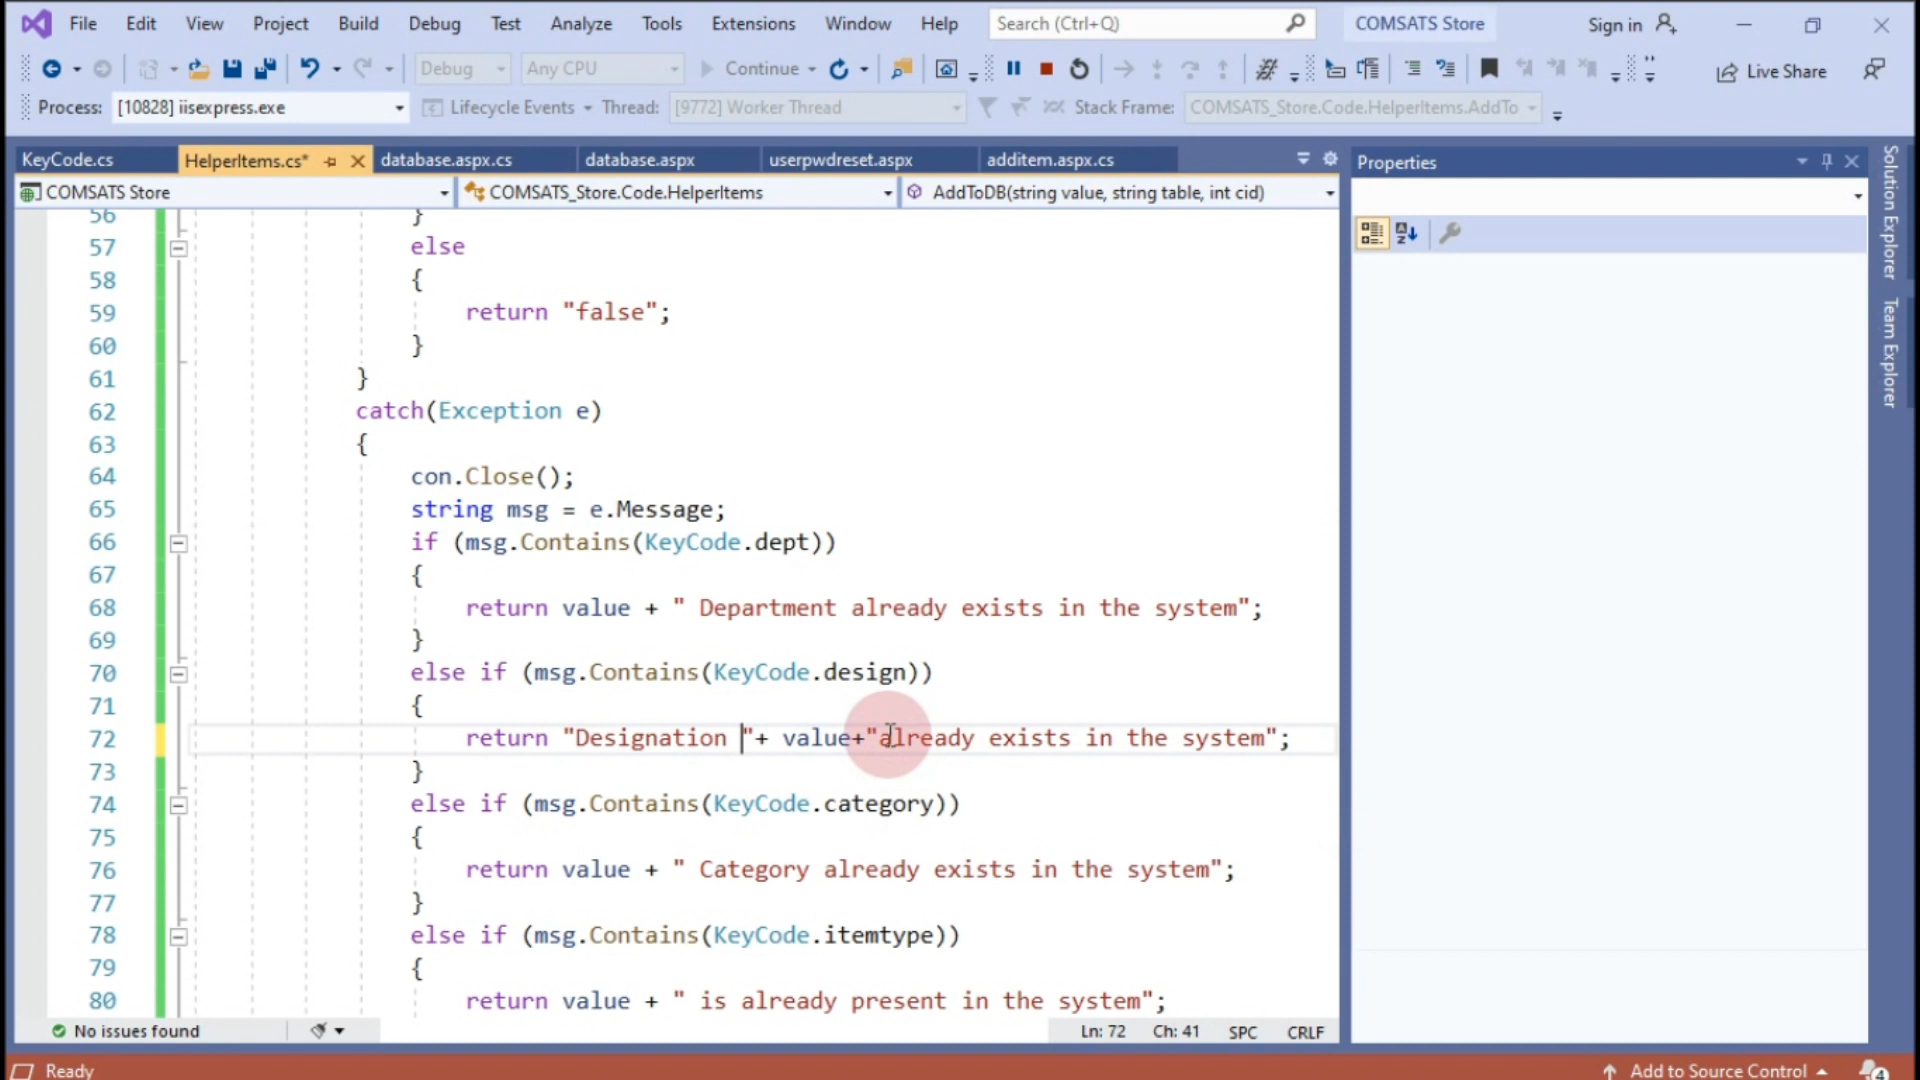 File Edit View Project Build Debug Test Analyze Tools Extensions Window Help Search (Ctrl+Q) COMSATS Store Sign in
Debug Any CPU Continue Live Share
Process: [10828] iisexpress.exe Lifecycle Events Thread: [9772] Worker Thread Stack Frame: COMSATS_Store.Code.HelperItems.AddTo
KeyCode.cs HelperItems.cs* database.aspx.cs database.aspx userpwdreset.aspx additem.aspx.cs Properties
COMSATS Store COMSATS_Store.Code.HelperItems AddToDB(string value, string table, int cid)
56 }
57 else
58 {
59 return "false";
60 }
61 }
62 catch(Exception e)
63 {
64 con.Close();
65 string msg = e.Message;
66 if (msg.Contains(KeyCode.dept))
67 {
68 return value + " Department already exists in the system";
69 }
70 else if (msg.Contains(KeyCode.design))
71 {
72 return "Designation "+ value+"already exists in the system";
73 }
74 else if (msg.Contains(KeyCode.category))
75 {
76 return value + " Category already exists in the system";
77 }
78 else if (msg.Contains(KeyCode.itemtype))
79 {
80 return value + " is already present in the system";
No issues found Ln: 72 Ch: 41 SPC CRLF
Ready Add to Source Control 4
Solution Explorer
Team Explorer